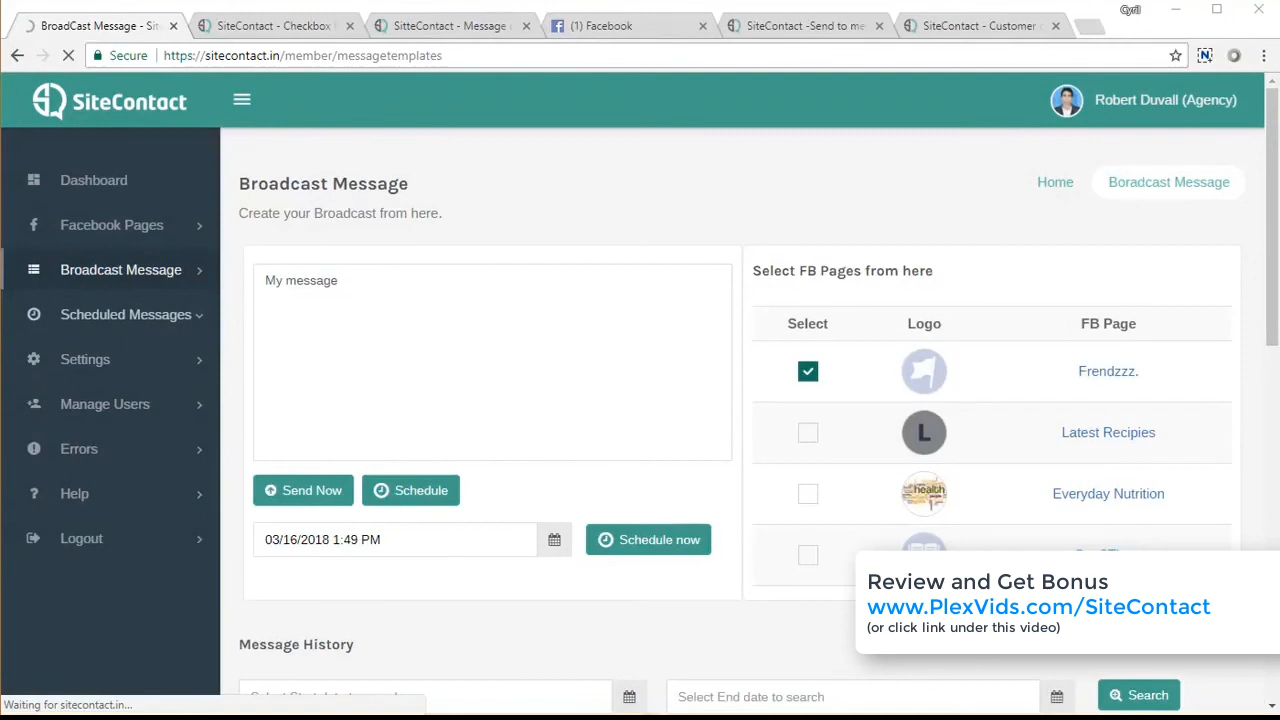 BroadCast Message - Sit
SiteContact - Checkbox
SitteContact - Message
(1) Facebook
SiteContact -Send to me
SiteContact - Customer
Cyril
Secure
https://sitecontact.in/member/messagetemplates
SiteContact
Robert Duvall (Agency)
Dashboard
Facebook Pages
Broadcast Message
Scheduled Messages
Settings
Manage Users
Errors
Help
Logout
Broadcast Message
Home
Boradcast Message
Create your Broadcast from here.
My message
Send Now
Schedule
03/16/2018 1:49 PM
Schedule now
Select FB Pages from here
Select Logo FB Page
Frendzzz.
L
Latest Recipies
health
Everyday Nutrition
Review and Get Bonus
www.PlexVids.com/SiteContact
(or click link under this video)
Message History
Select End date to search
Search
Waiting for sitecontact.in...